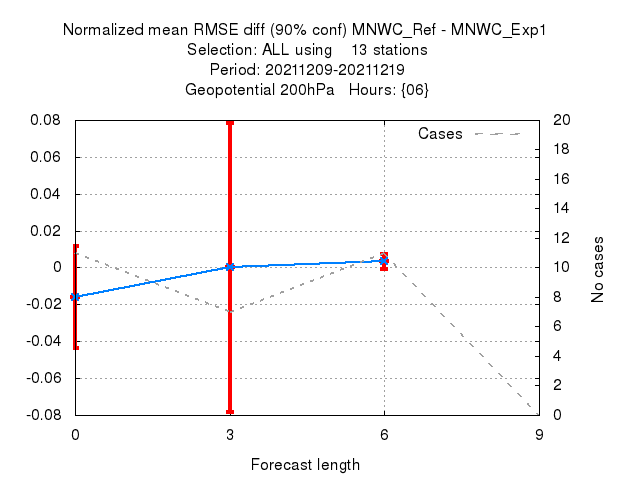 Normalized mean RMSE diff (90% conf) MNWC_Ref - MNWC_Exp1
Selection: ALL using    13 stations
Period: 20211209-20211219
Geopotential 200hPa   Hours: {06}
0.08
0.06
0.04
0.02
0
-0.02
-0.04
-0.06
-0.08
Cases
20
18
16
14
12
10
8
6
4
2
0
No cases
0 3 6 9
Forecast length